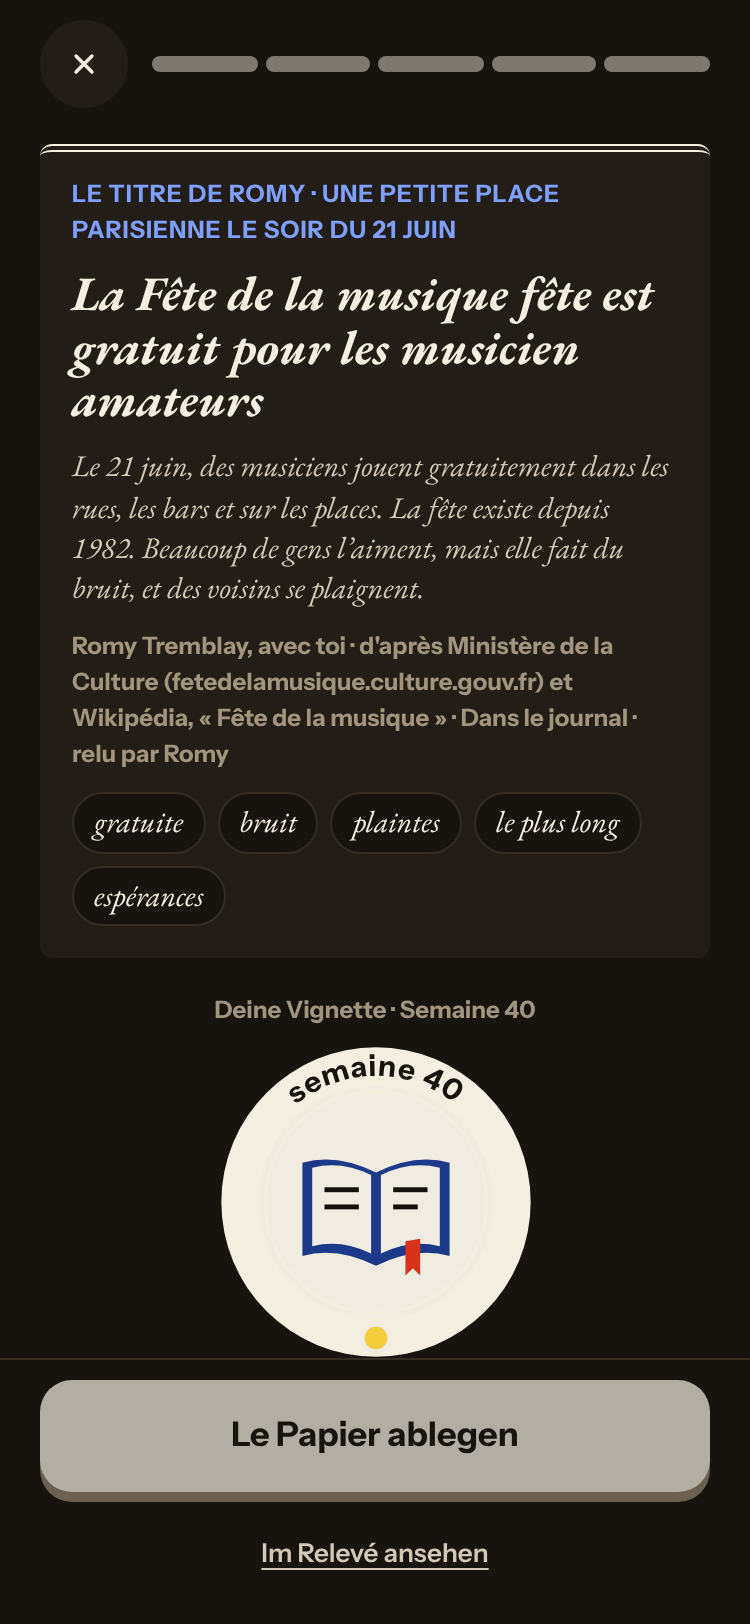 LE TITRE DE ROMY · UNE PETITE PLACE
PARISIENNE LE SOIR DU 21 JUIN
La Fête de la musique fête est
gratuit pour les musicien
amateurs
Le 21 juin, des musiciens jouent gratuitement dans les
rues, les bars et sur les places. La fête existe depuis
1982. Beaucoup de gens l’aiment, mais elle fait du
bruit, et des voisins se plaignent.
Romy Tremblay, avec toi · d'après Ministère de la
Culture (fetedelamusique.culture.gouv.fr) et
Wikipédia, « Fête de la musique » · Dans le journal ·
relu par Romy
gratuite
bruit
plaintes
le plus long
espérances
Deine Vignette · Semaine 40
semaine 40
Le Papier ablegen
Im Relevé ansehen